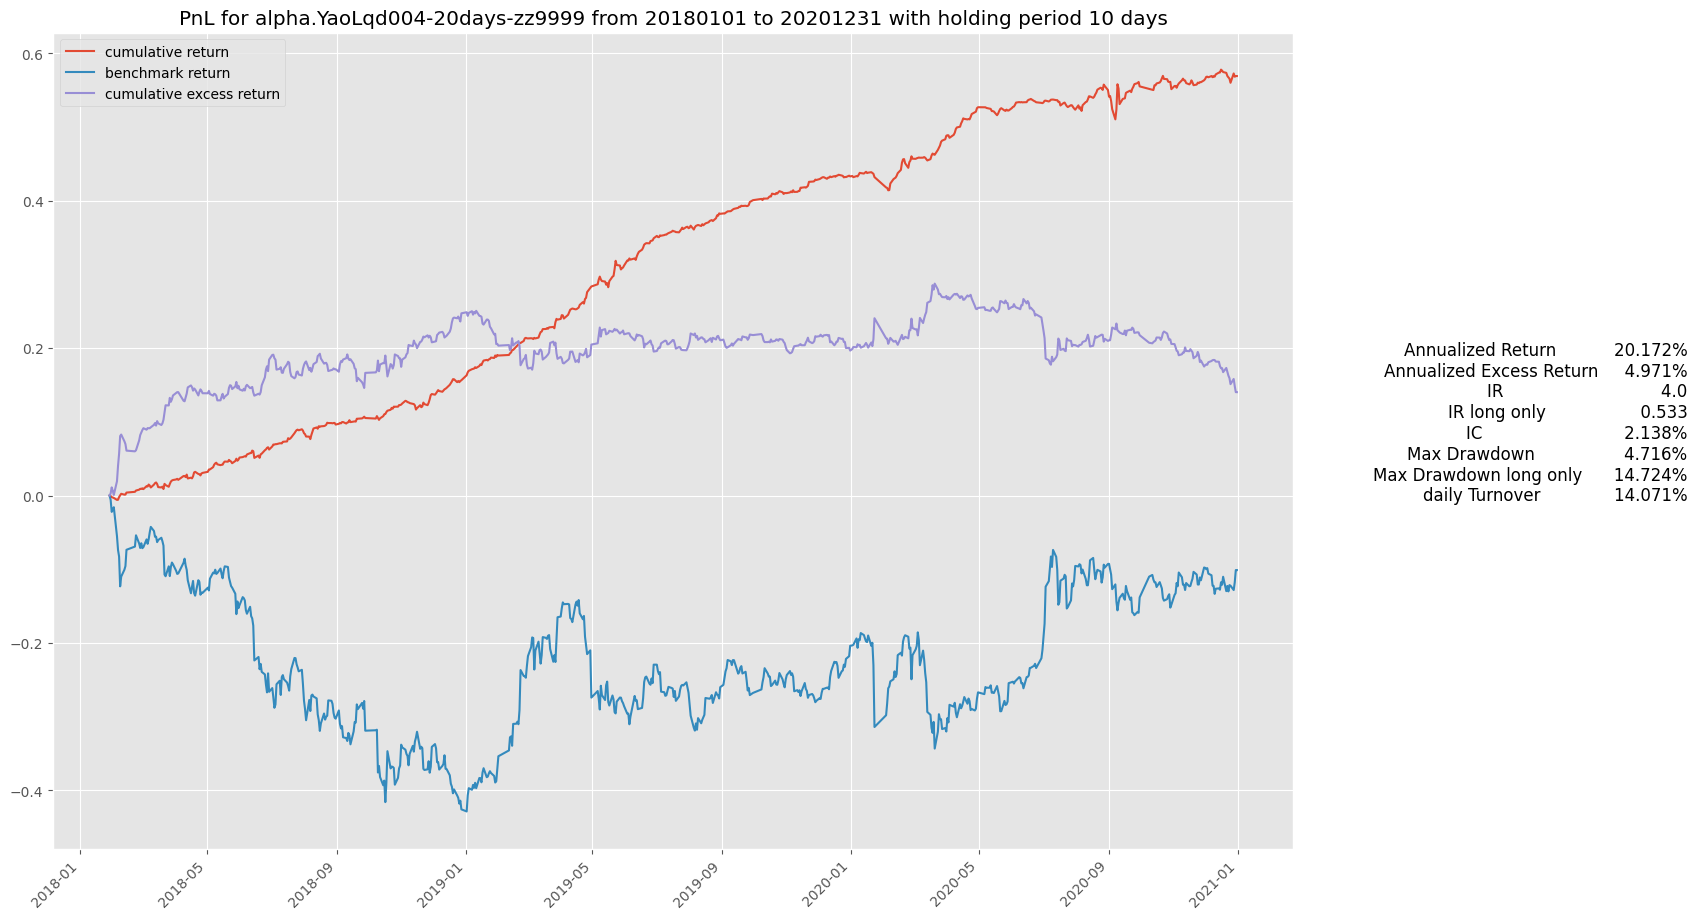 PnL for alpha.YaoLqd004-20days-zz9999 from 20180101 to 20201231 with holding period 10 days
cumulative return
benchmark return
cumulative excess return
0.6
0.4
0.2
0.0
−0.2
−0.4
2018-01
2018-05
2018-09
2019-01
2019-05
2019-09
2020-01
2020-05
2020-09
2021-01
Annualized Return 20.172%
Annualized Excess Return 4.971%
IR 4.0
IR long only 0.533
IC 2.138%
Max Drawdown 4.716%
Max Drawdown long only 14.724%
daily Turnover 14.071%